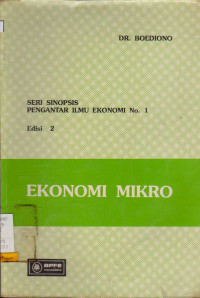 DR. BOEDIONO
SERI SINOPSIS
PENGANTAR ILMU EKONOMI No. 1
Edisi 2
EKONOMI MIKRO
BPFE